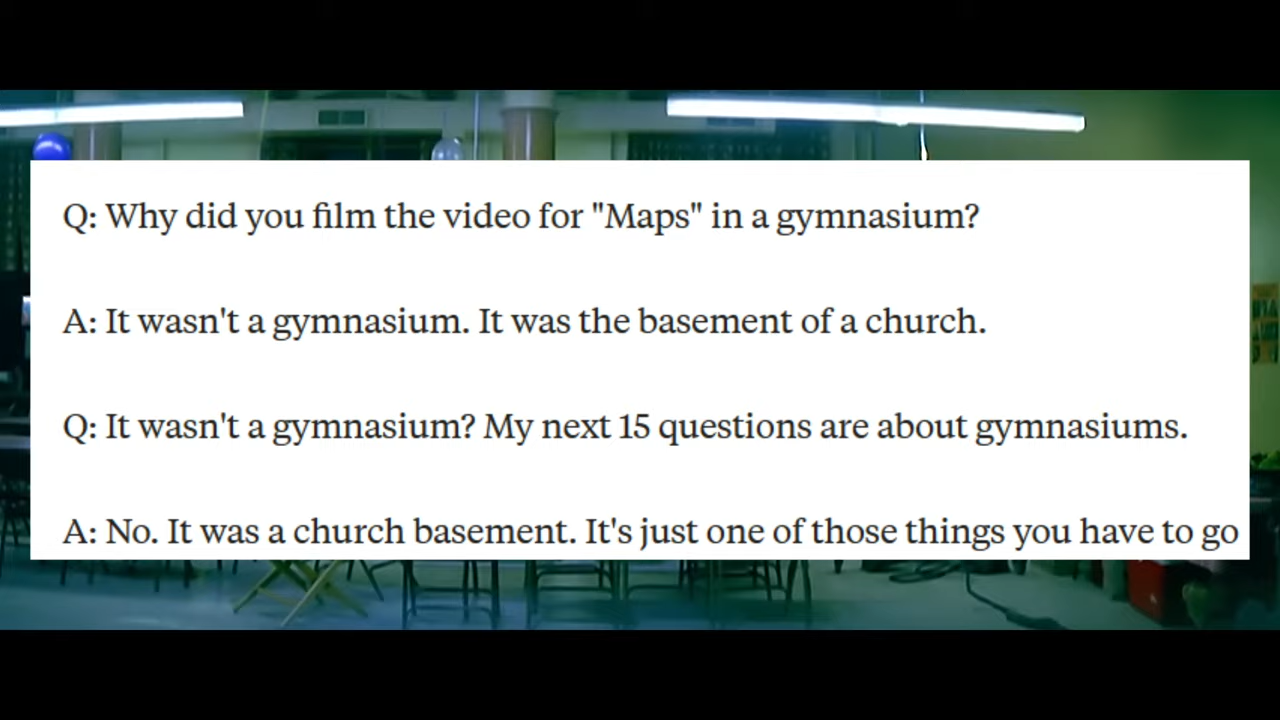 Q: Why did you film the video for "Maps" in a gymnasium?
A: It wasn't a gymnasium. It was the basement of a church.
Q: It wasn't a gymnasium? My next 15 questions are about gymnasiums.
A: No. It was a church basement. It's just one of those things you have to go